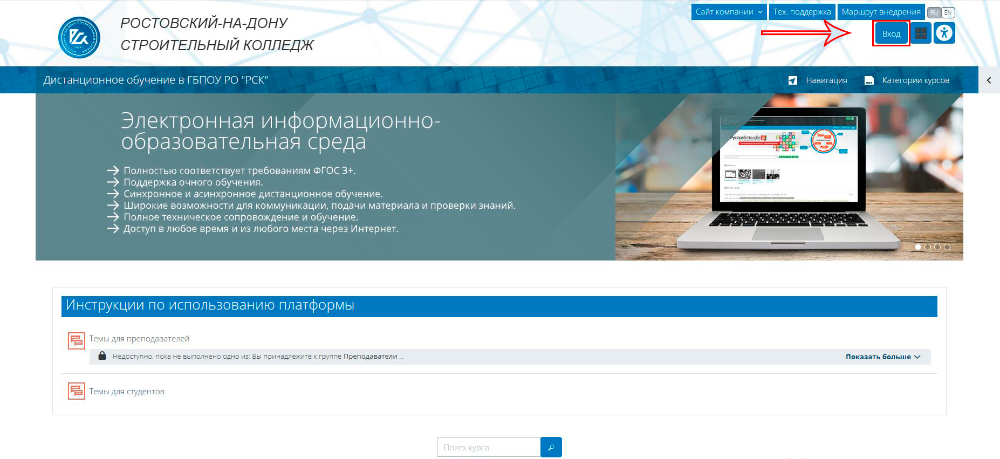 Сайт компании
Тех. поддержка
Маршрут внедрения
RU
EN
РОСТОВСКИЙ-НА-ДОНУ
СТРОИТЕЛЬНЫЙ КОЛЛЕДЖ
Вход
Дистанционное обучение в ГБПОУ РО "РСК"
Навигация
Категории курсов
Электронная информационно-
образовательная среда
Полностью соответствует требованиям ФГОС 3+.
Поддержка очного обучения.
Синхронное и асинхронное дистанционное обучение.
Широкие возможности для коммуникации, подачи материала и проверки знаний.
Полное техническое сопровождение и обучение.
Доступ в любое время и из любого места через Интернет.
Русский Moodle
Инструкции по использованию платформы
Темы для преподавателей
Недоступно, пока не выполнено одно из: Вы принадлежите к группе Преподаватели ...
Показать больше
Темы для студентов
Поиск курса